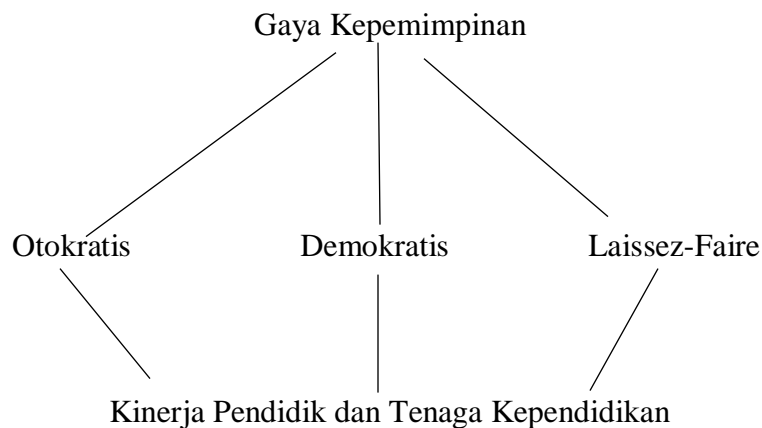 Gaya Kepemimpinan
Otokratis Demokratis Laissez-Faire
Kinerja Pendidik dan Tenaga Kependidikan